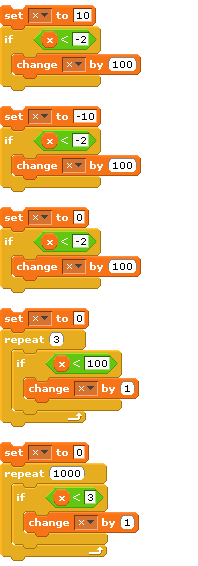 set x to 10
if x < -2
change x by 100
set x to -10
if x < -2
change x by 100
set x to 0
if x < -2
change x by 100
set x to 0
repeat 3
if x < 100
change x by 1
set x to 0
repeat 1000
if x < 3
change x by 1